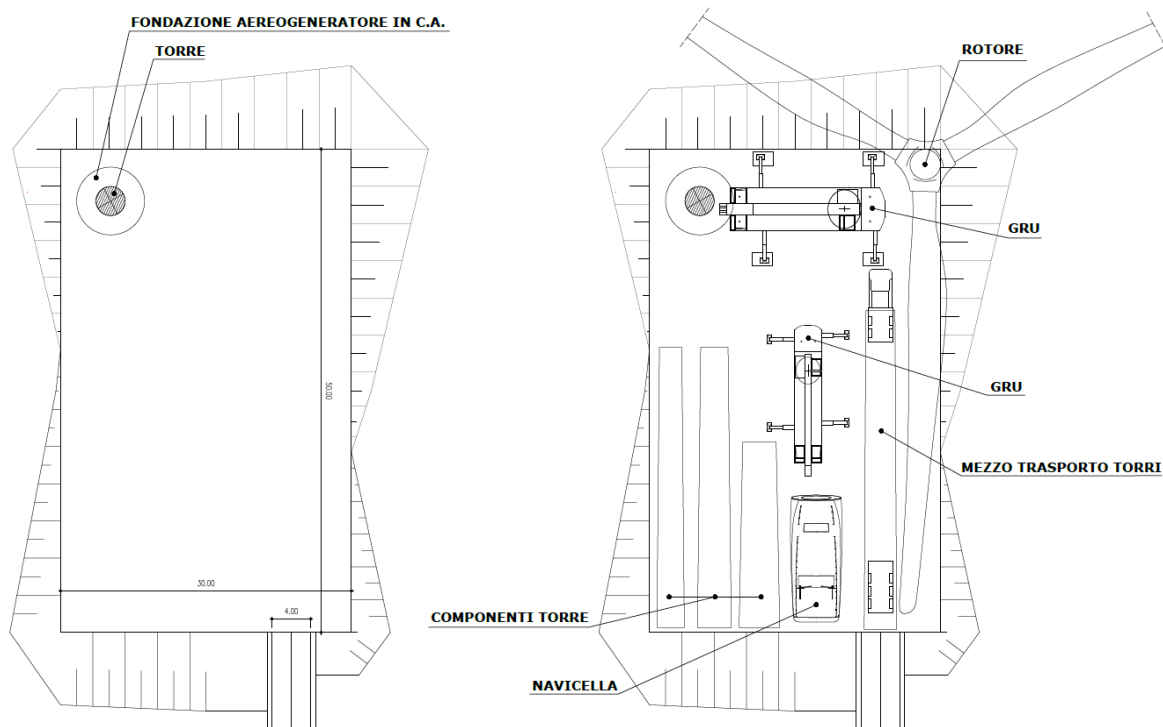 FONDAZIONE AEREOGENERATORE IN C.A.
TORRE
50.00
30.00
4.00
ROTORE
GRU
GRU
MEZZO TRASPORTO TORRI
COMPONENTI TORRE
NAVICELLA